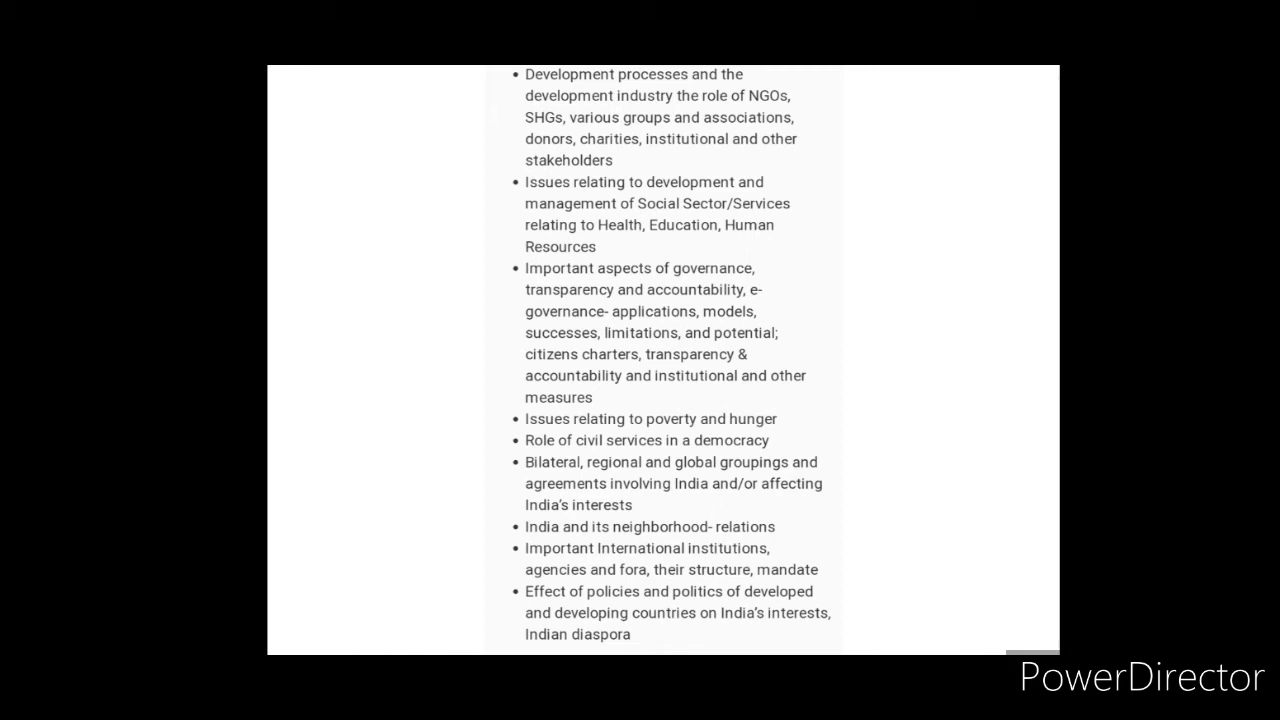 • Development processes and the
development industry the role of NGOs,
SHGs, various groups and associations,
donors, charities, institutional and other
stakeholders
• Issues relating to development and
management of Social Sector/Services
relating to Health, Education, Human
Resources
• Important aspects of governance,
transparency and accountability, e-
governance- applications, models,
successes, limitations, and potential;
citizens charters, transparency &
accountability and institutional and other
measures
• Issues relating to poverty and hunger
• Role of civil services in a democracy
• Bilateral, regional and global groupings and
agreements involving India and/or affecting
India’s interests
• India and its neighborhood- relations
• Important International institutions,
agencies and fora, their structure, mandate
• Effect of policies and politics of developed
and developing countries on India’s interests,
Indian diaspora
PowerDirector